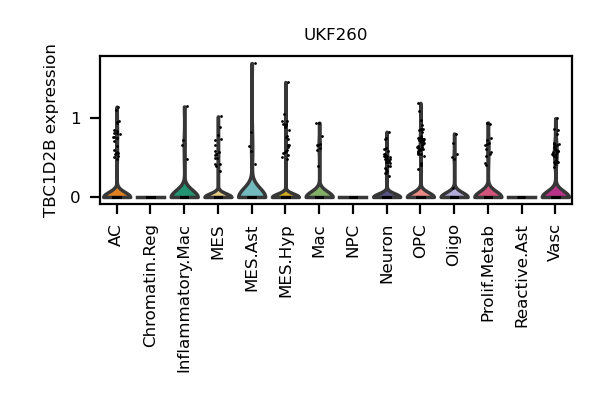 UKF260
TBC1D2B expression
1
0
AC
Chromatin.Reg
Inflammatory.Mac
MES
MES.Ast
MES.Hyp
Mac
NPC
Neuron
OPC
Oligo
Prolif.Metab
Reactive.Ast
Vasc